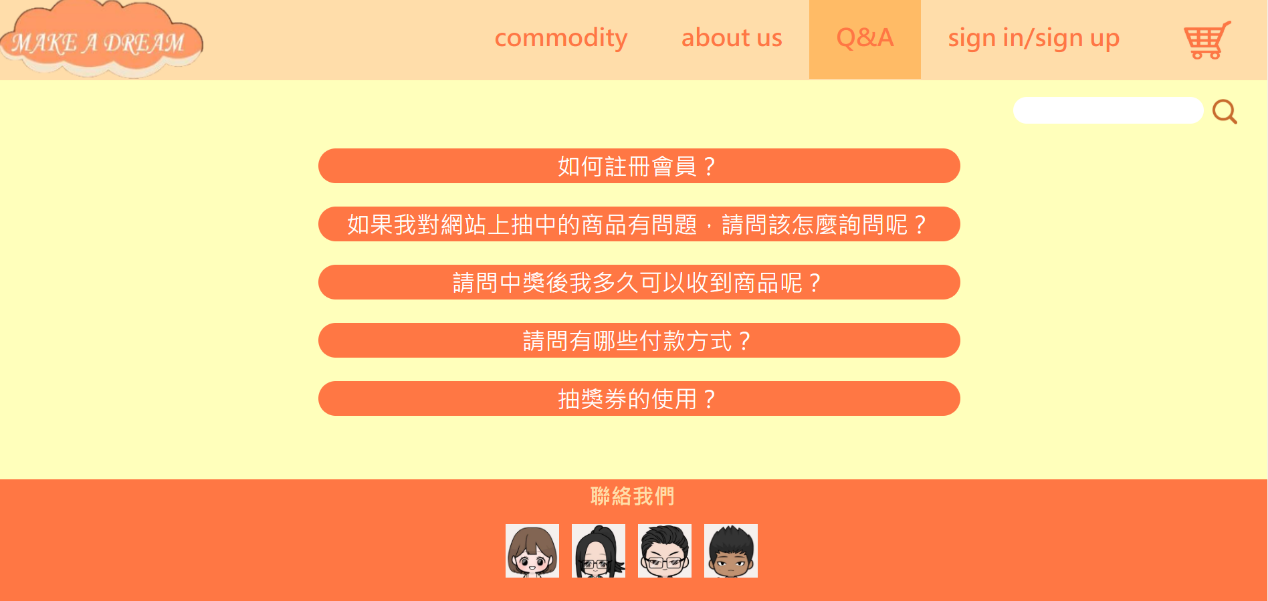 MAKE A DREAM
commodity
about us
Q&A
sign in/sign up
如何註冊會員？
如果我對網站上抽中的商品有問題，請問該怎麼詢問呢？
請問中獎後我多久可以收到商品呢？
請問有哪些付款方式？
抽獎券的使用？
聯絡我們